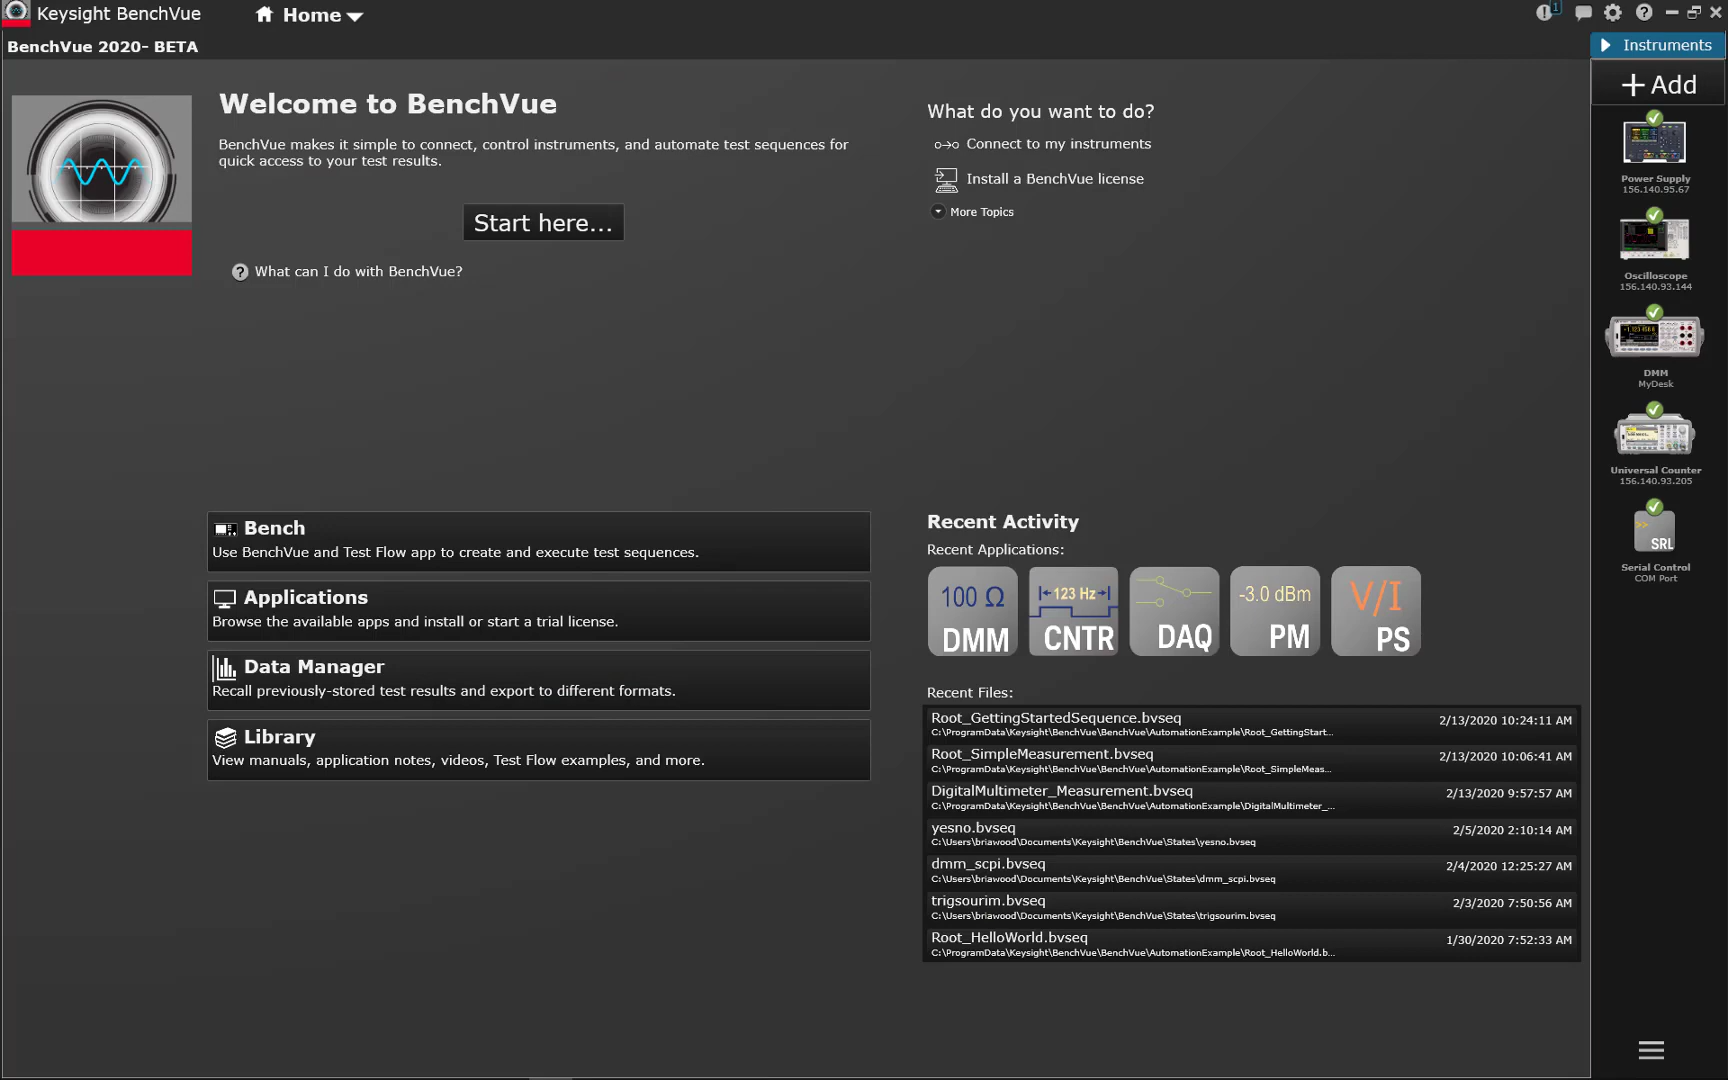 Keysight BenchVue
Home
1
BenchVue 2020- BETA
Instruments
+ Add
Welcome to BenchVue
BenchVue makes it simple to connect, control instruments, and automate test sequences for
quick access to your test results.
Start here...
? What can I do with BenchVue?
What do you want to do?
Connect to my instruments
Install a BenchVue license
More Topics
Bench
Use BenchVue and Test Flow app to create and execute test sequences.
Applications
Browse the available apps and install or start a trial license.
Data Manager
Recall previously-stored test results and export to different formats.
Library
View manuals, application notes, videos, Test Flow examples, and more.
Recent Activity
Recent Applications:
100 Ω
DMM
123 Hz
CNTR
DAQ
-3.0 dBm
PM
V/I
PS
Recent Files:
Root_GettingStartedSequence.bvseq 2/13/2020 10:24:11 AM
C:\ProgramData\Keysight\BenchVue\BenchVue\AutomationExample\Root_GettingStart...
Root_SimpleMeasurement.bvseq 2/13/2020 10:06:41 AM
C:\ProgramData\Keysight\BenchVue\BenchVue\AutomationExample\Root_SimpleMeas...
DigitalMultimeter_Measurement.bvseq 2/13/2020 9:57:57 AM
C:\ProgramData\Keysight\BenchVue\BenchVue\AutomationExample\DigitalMultimeter_...
yesno.bvseq 2/5/2020 2:10:14 AM
C:\Users\briawood\Documents\Keysight\BenchVue\States\yesno.bvseq
dmm_scpi.bvseq 2/4/2020 12:25:27 AM
C:\Users\briawood\Documents\Keysight\BenchVue\States\dmm_scpi.bvseq
trigsourim.bvseq 2/3/2020 7:50:56 AM
C:\Users\briawood\Documents\Keysight\BenchVue\States\trigsourim.bvseq
Root_HelloWorld.bvseq 1/30/2020 7:52:33 AM
C:\ProgramData\Keysight\BenchVue\BenchVue\AutomationExample\Root_HelloWorld.b...
Power Supply
156.140.95.67
Oscilloscope
156.140.93.144
DMM
MyDesk
Universal Counter
156.140.93.205
>>
SRL
Serial Control
COM Port